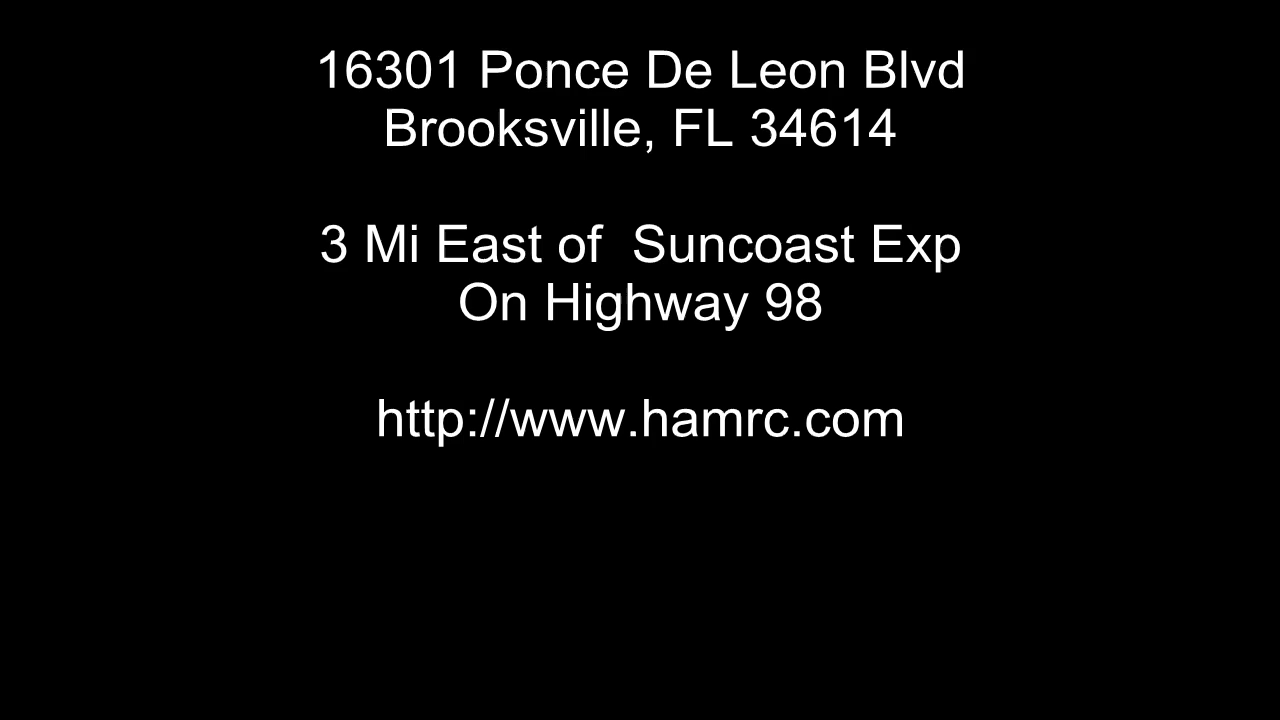 16301 Ponce De Leon Blvd
Brooksville, FL 34614
3 Mi East of  Suncoast Exp
On Highway 98
http://www.hamrc.com